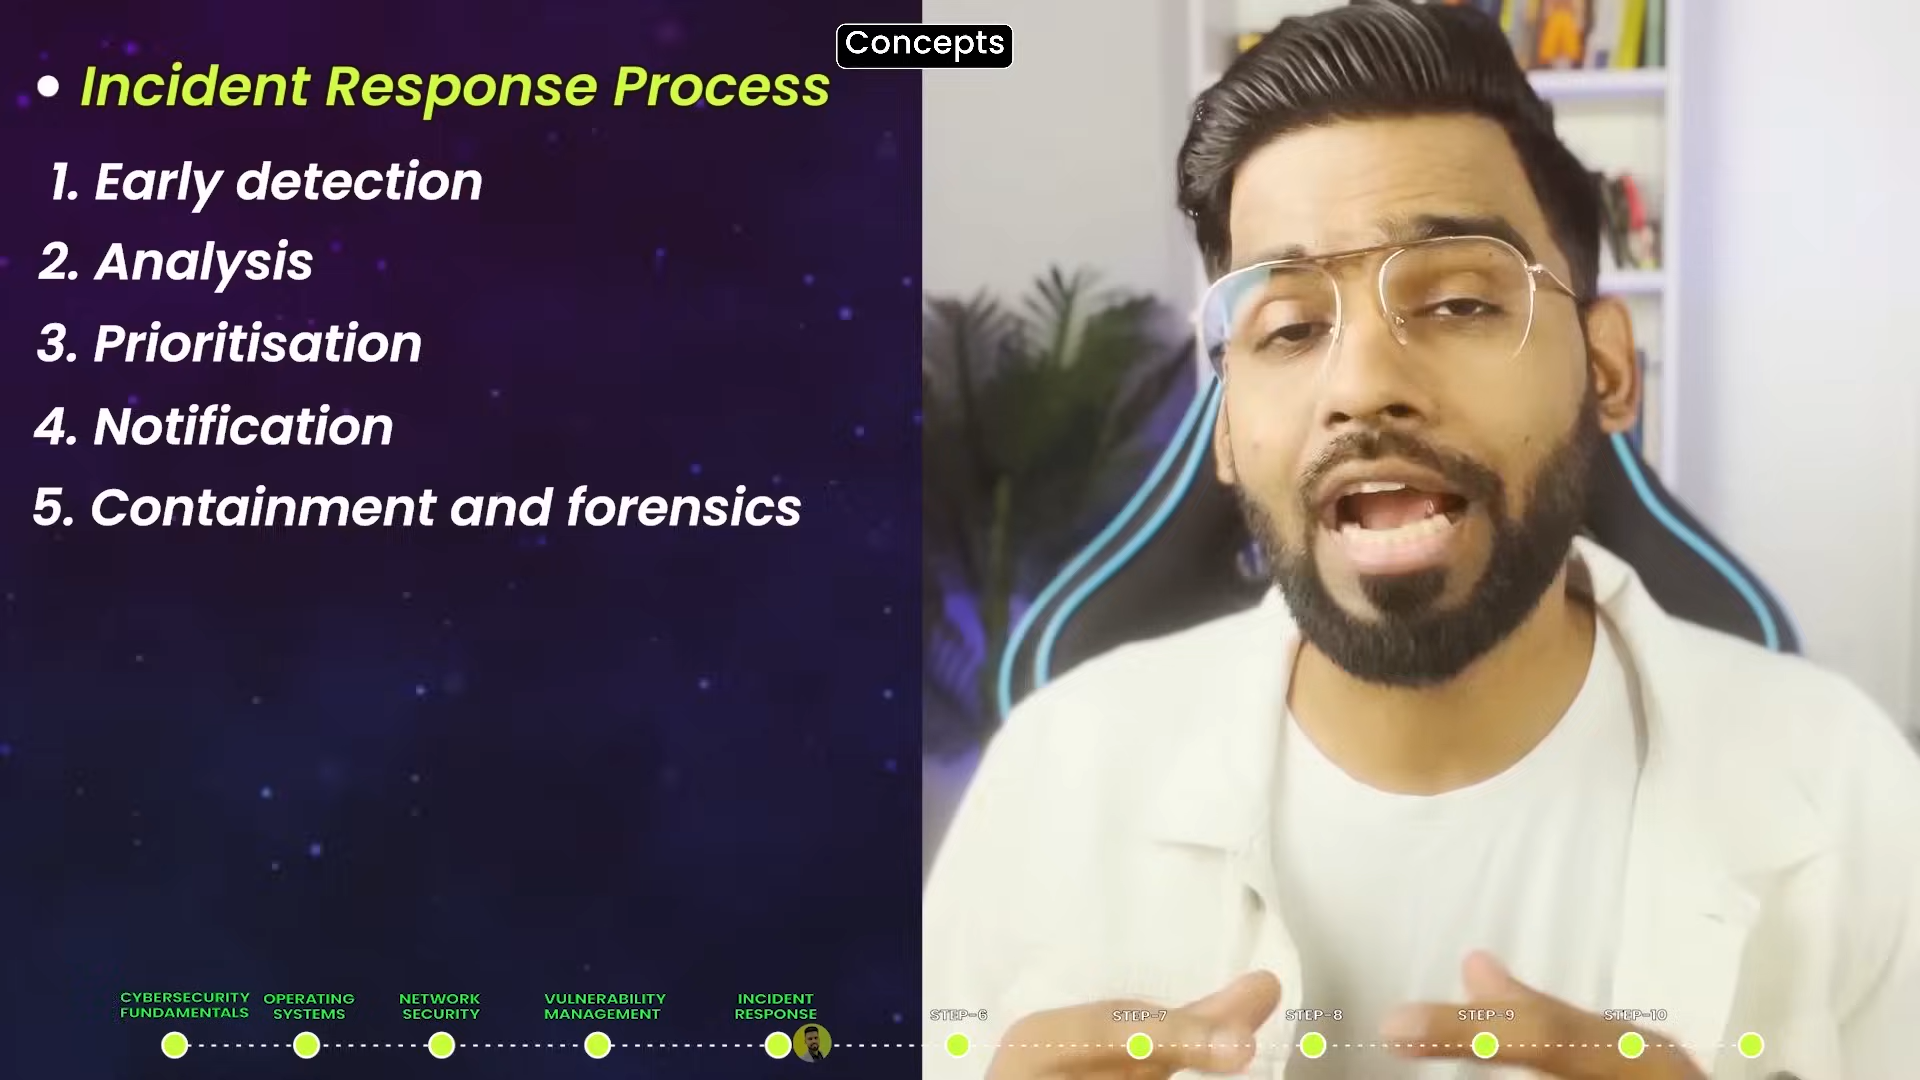 Concepts
• Incident Response Process
1. Early detection
2. Analysis
3. Prioritisation
4. Notification
5. Containment and forensics
CYBERSECURITY
FUNDAMENTALS
OPERATING
SYSTEMS
NETWORK
SECURITY
VULNERABILITY
MANAGEMENT
INCIDENT
RESPONSE
STEP-6
STEP-7
STEP-8
STEP-9
STEP-10